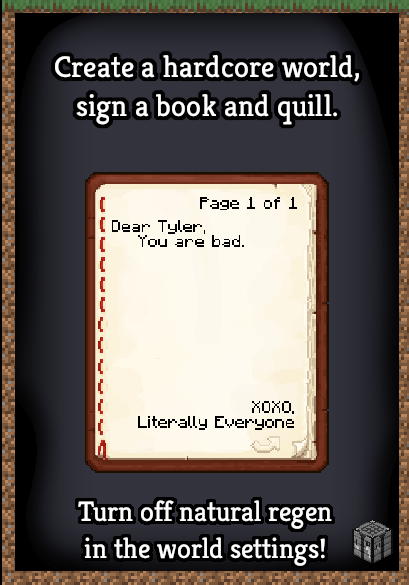 Create a hardcore world,
sign a book and quill.
Page 1 of 1
Dear Tyler,
You are bad.
XOXO,
Literally Everyone
Turn off natural regen
in the world settings!